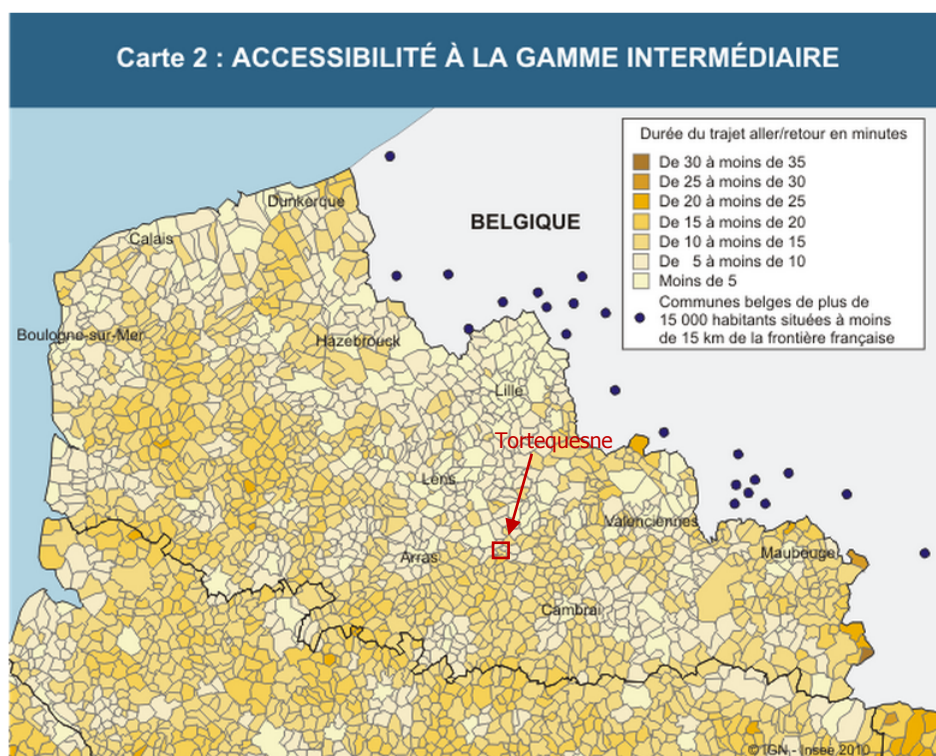 Carte 2 : ACCESSIBILITÉ À LA GAMME INTERMÉDIAIRE
Durée du trajet aller/retour en minutes
De 30 à moins de 35
De 25 à moins de 30
De 20 à moins de 25
De 15 à moins de 20
De 10 à moins de 15
De 5 à moins de 10
Moins de 5
Communes belges de plus de
15 000 habitants situées à moins
de 15 km de la frontière française
BELGIQUE
Dunkerque
Calais
Boulogne-sur-Mer
Hazebrouck
Lille
Tortequesne
Lens
Valenciennes
Arras
Maubeuge
Cambrai
© IGN - Insee 2010